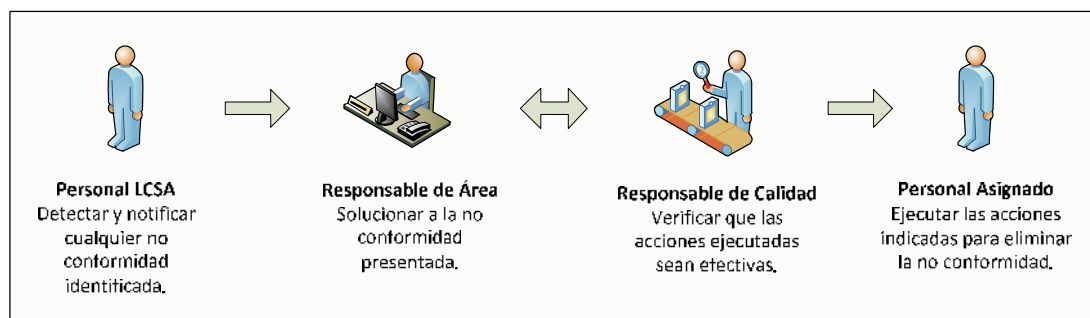 Personal LCSA
Detectar y notificar
cualquier no
conformidad
identificada.
Responsable de Área
Solucionar a la no
conformidad
presentada.
Responsable de Calidad
Verificar que las
acciones ejecutadas
sean efectivas.
Personal Asignado
Ejecutar las acciones
indicadas para eliminar
la no conformidad.